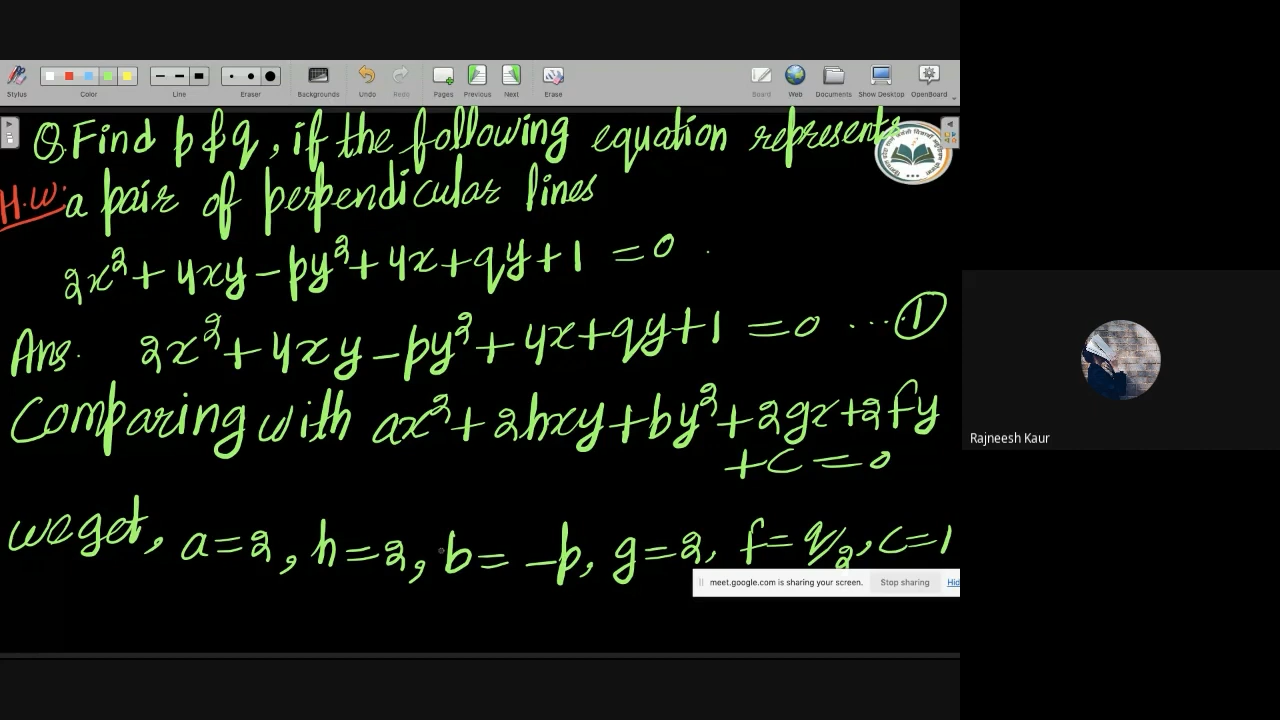 Stylus Color Line Eraser Backgrounds Undo Redo Pages Previous Next Erase Board Web Documents Show Desktop OpenBoard
Q. Find p & q, if the following equation represents
H.W. a pair of perpendicular lines
2x² + 4xy - py² + 4x + qy + 1 = 0
Ans. 2x² + 4xy - py² + 4x + qy + 1 = 0 ... ①
Comparing with ax² + 2hxy + by² + 2gx + 2fy
+ c = 0
we get, a = 2, h = 2, b = -p, g = 2, f = q/2, c = 1
meet.google.com is sharing your screen. Stop sharing Hid
Rajneesh Kaur